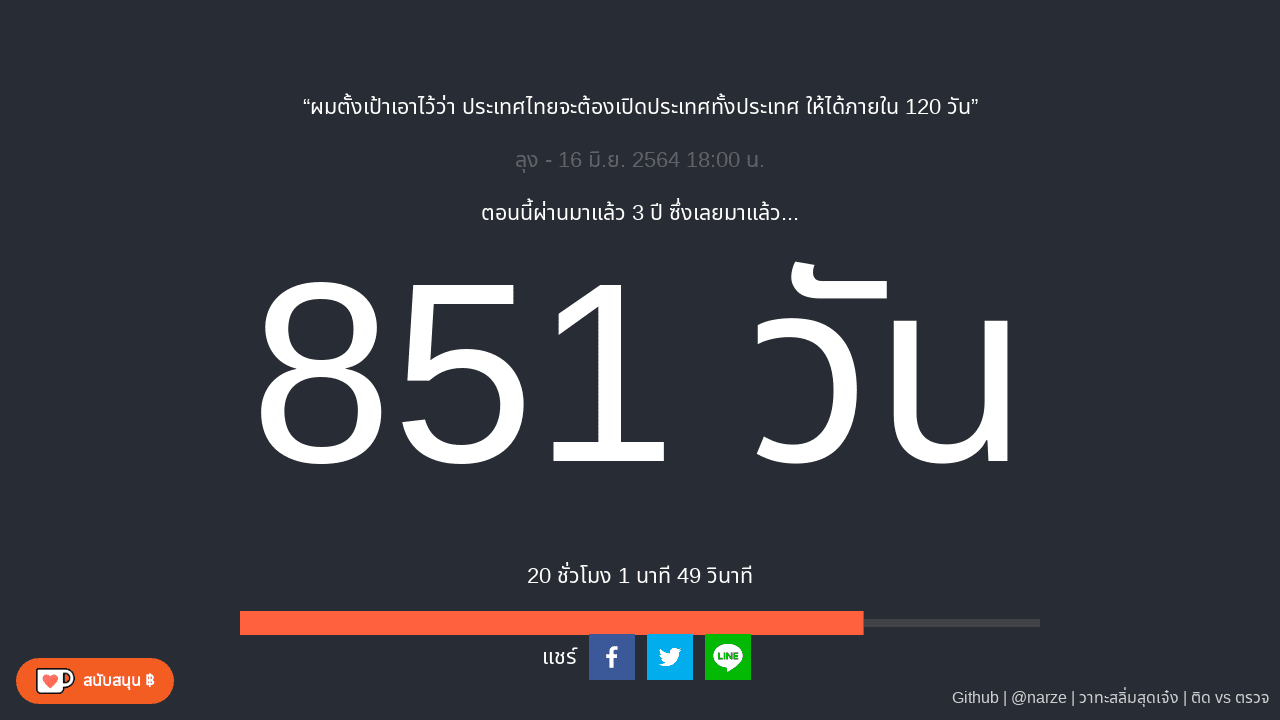 “ผมตั้งเป้าเอาไว้ว่า ประเทศไทยจะต้องเปิดประเทศทั้งประเทศ ให้ได้ภายใน 120 วัน”
ลุง - 16 มิ.ย. 2564 18:00 น.
ตอนนี้ผ่านมาแล้ว 3 ปี ซึ่งเลยมาแล้ว...
851 วัน
20 ชั่วโมง 1 นาที 49 วินาที
แชร์
LINE
สนับสนุน ฿
Github | @narze | วาทะสลิ่มสุดเจ๋ง | ติด vs ตรวจ